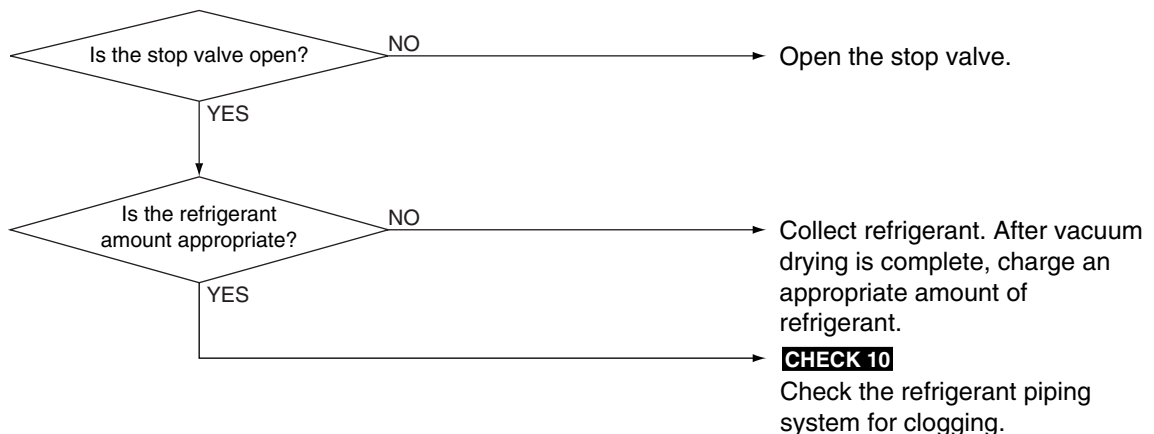 Is the stop valve open?
NO
Open the stop valve.
YES
Is the refrigerant
amount appropriate?
NO
Collect refrigerant. After vacuum
drying is complete, charge an
appropriate amount of
refrigerant.
YES
CHECK 10
Check the refrigerant piping
system for clogging.